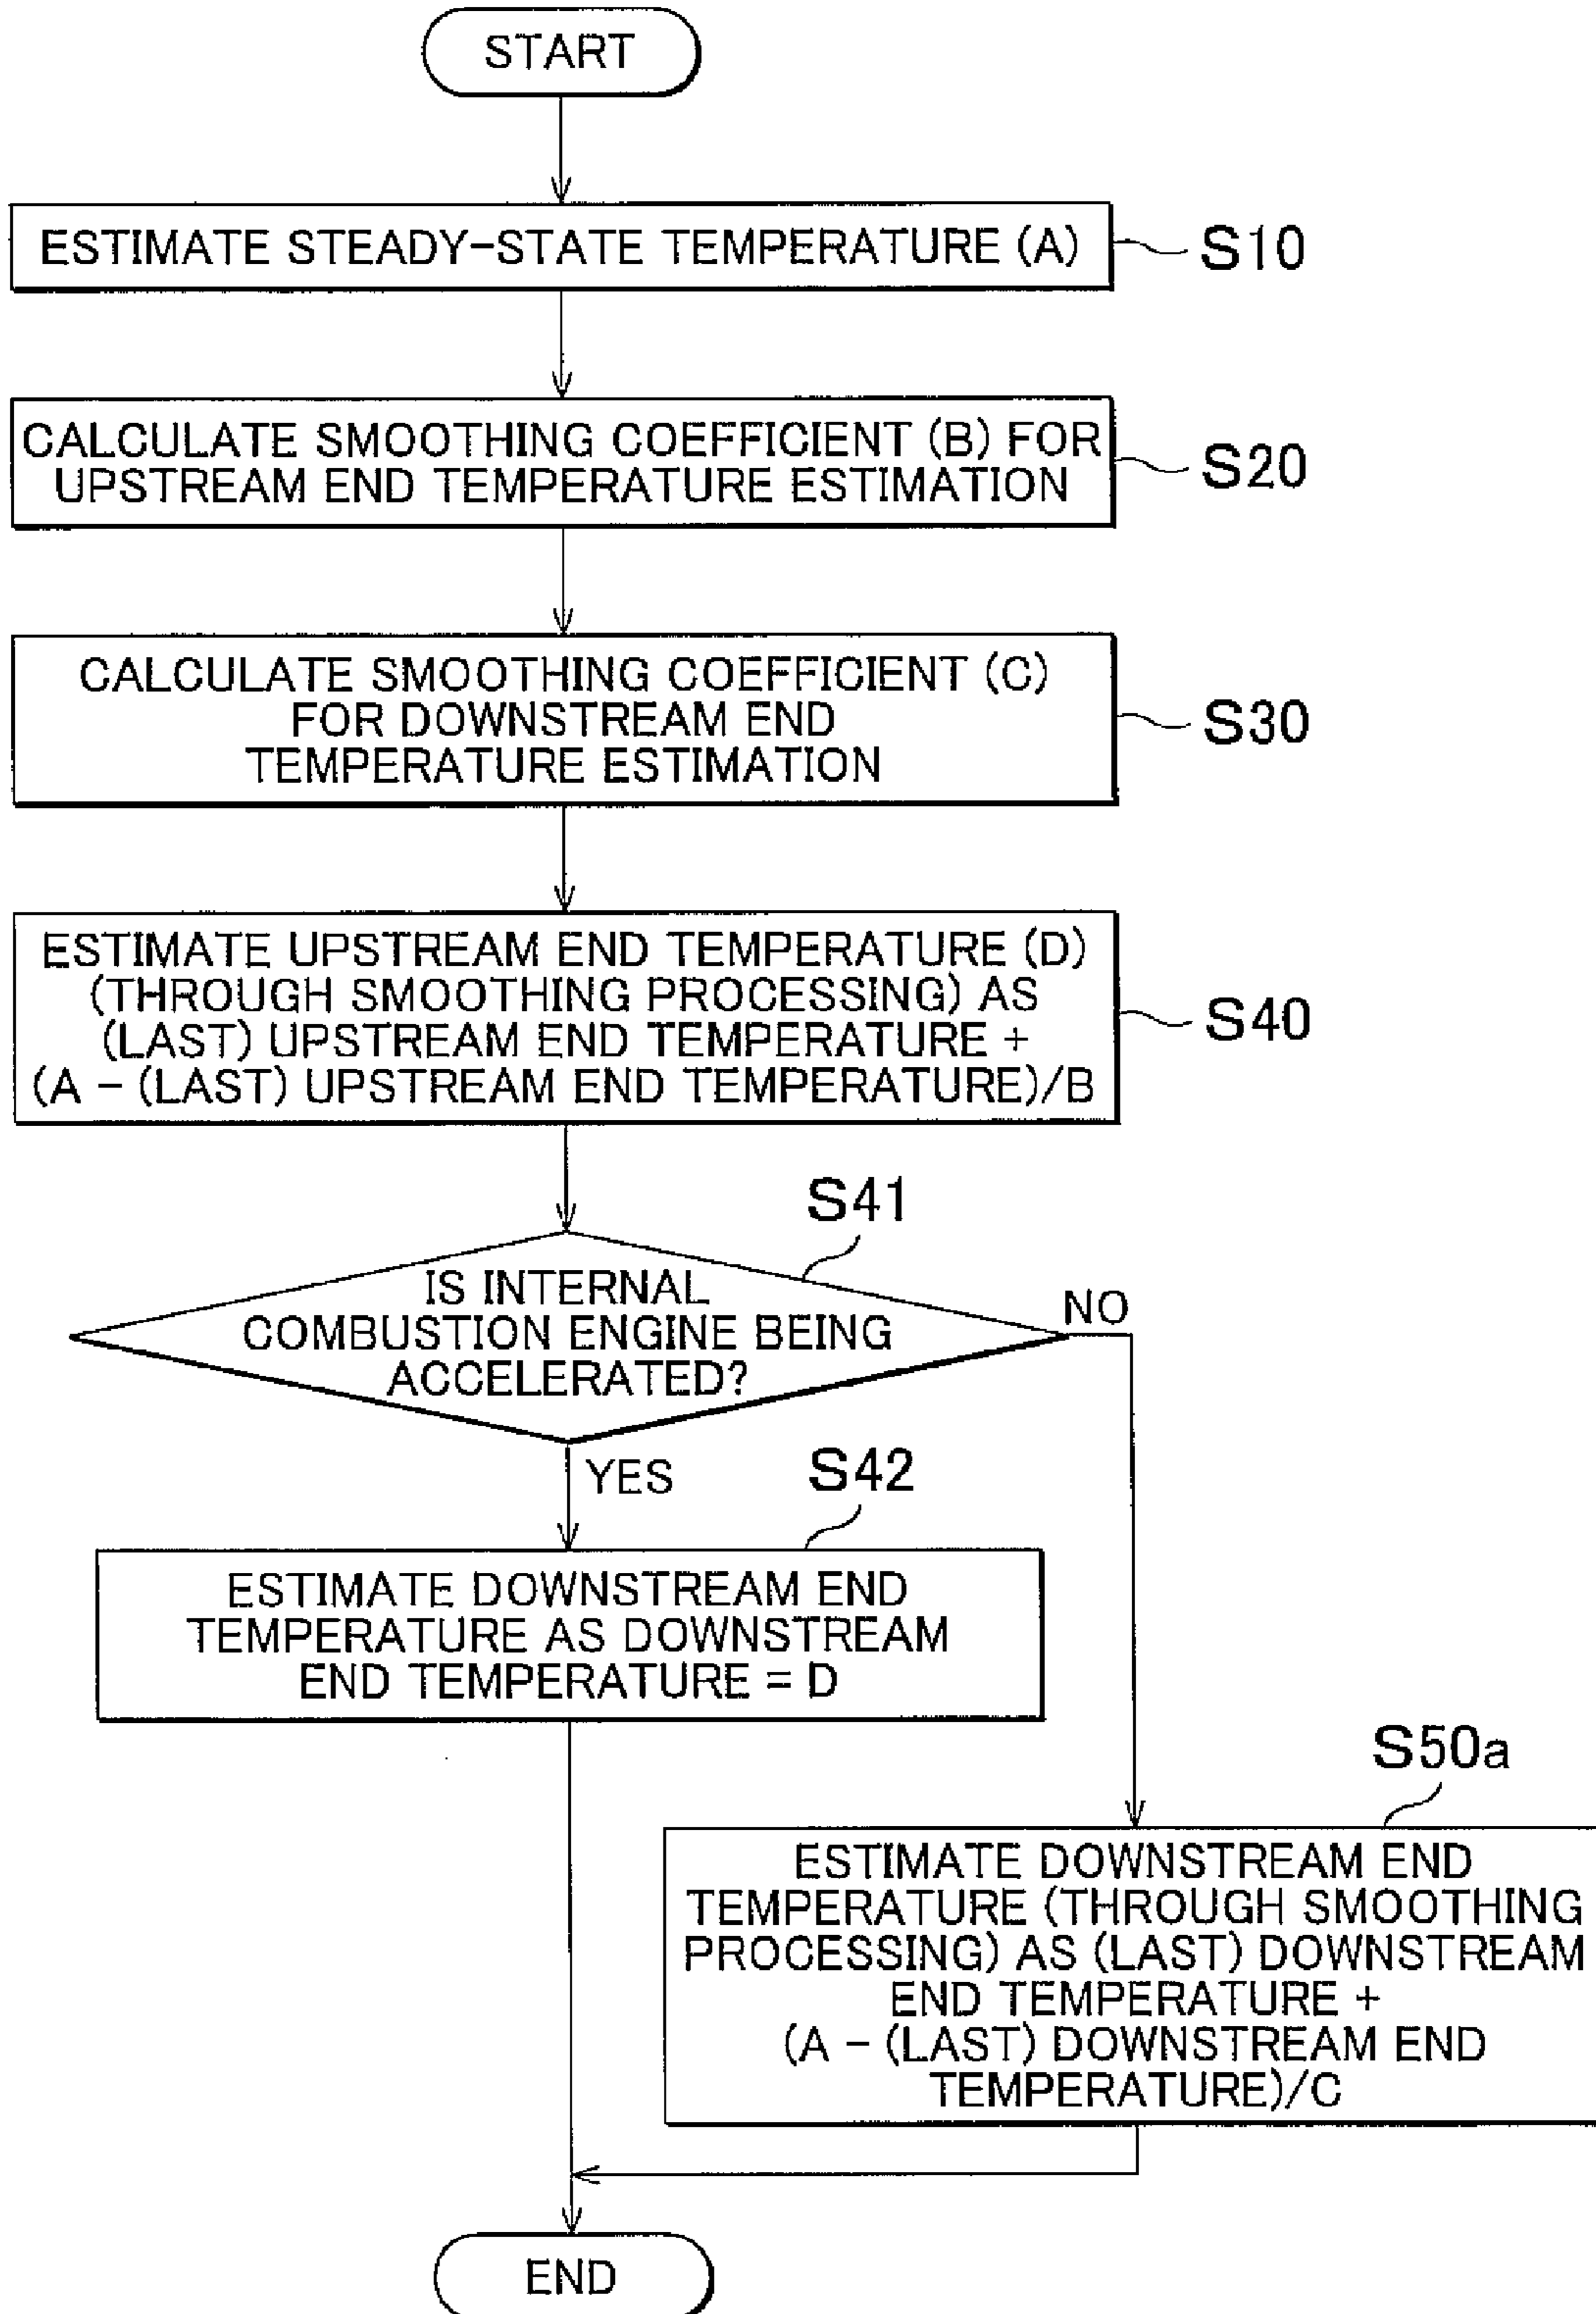 START
ESTIMATE STEADY-STATE TEMPERATURE (A)
S10
CALCULATE SMOOTHING COEFFICIENT (B) FOR
UPSTREAM END TEMPERATURE ESTIMATION
S20
CALCULATE SMOOTHING COEFFICIENT (C)
FOR DOWNSTREAM END
TEMPERATURE ESTIMATION
S30
ESTIMATE UPSTREAM END TEMPERATURE (D)
(THROUGH SMOOTHING PROCESSING) AS
(LAST) UPSTREAM END TEMPERATURE +
(A - (LAST) UPSTREAM END TEMPERATURE)/B
S40
S41
IS INTERNAL
COMBUSTION ENGINE BEING
ACCELERATED?
NO
YES
S42
ESTIMATE DOWNSTREAM END
TEMPERATURE AS DOWNSTREAM
END TEMPERATURE = D
S50a
ESTIMATE DOWNSTREAM END
TEMPERATURE (THROUGH SMOOTHING
PROCESSING) AS (LAST) DOWNSTREAM
END TEMPERATURE +
(A - (LAST) DOWNSTREAM END
TEMPERATURE)/C
END